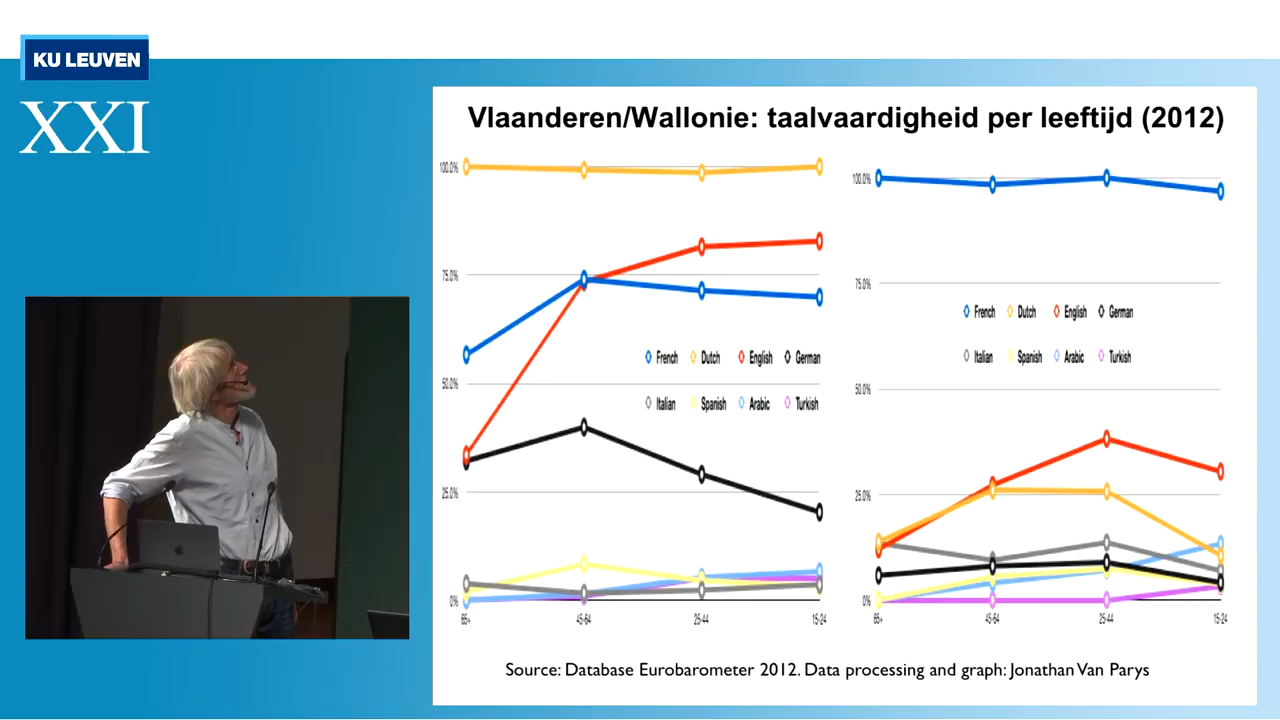 KU LEUVEN
XXI
Vlaanderen/Wallonie: taalvaardigheid per leeftijd (2012)
100.0%
75.0%
50.0%
25.0%
0%
65+ 45-64 25-44 15-24
French Dutch English German
Italian Spanish Arabic Turkish
100.0%
75.0%
50.0%
25.0%
0%
65+ 45-64 25-44 15-24
French Dutch English German
Italian Spanish Arabic Turkish
Source: Database Eurobarometer 2012. Data processing and graph: Jonathan Van Parys